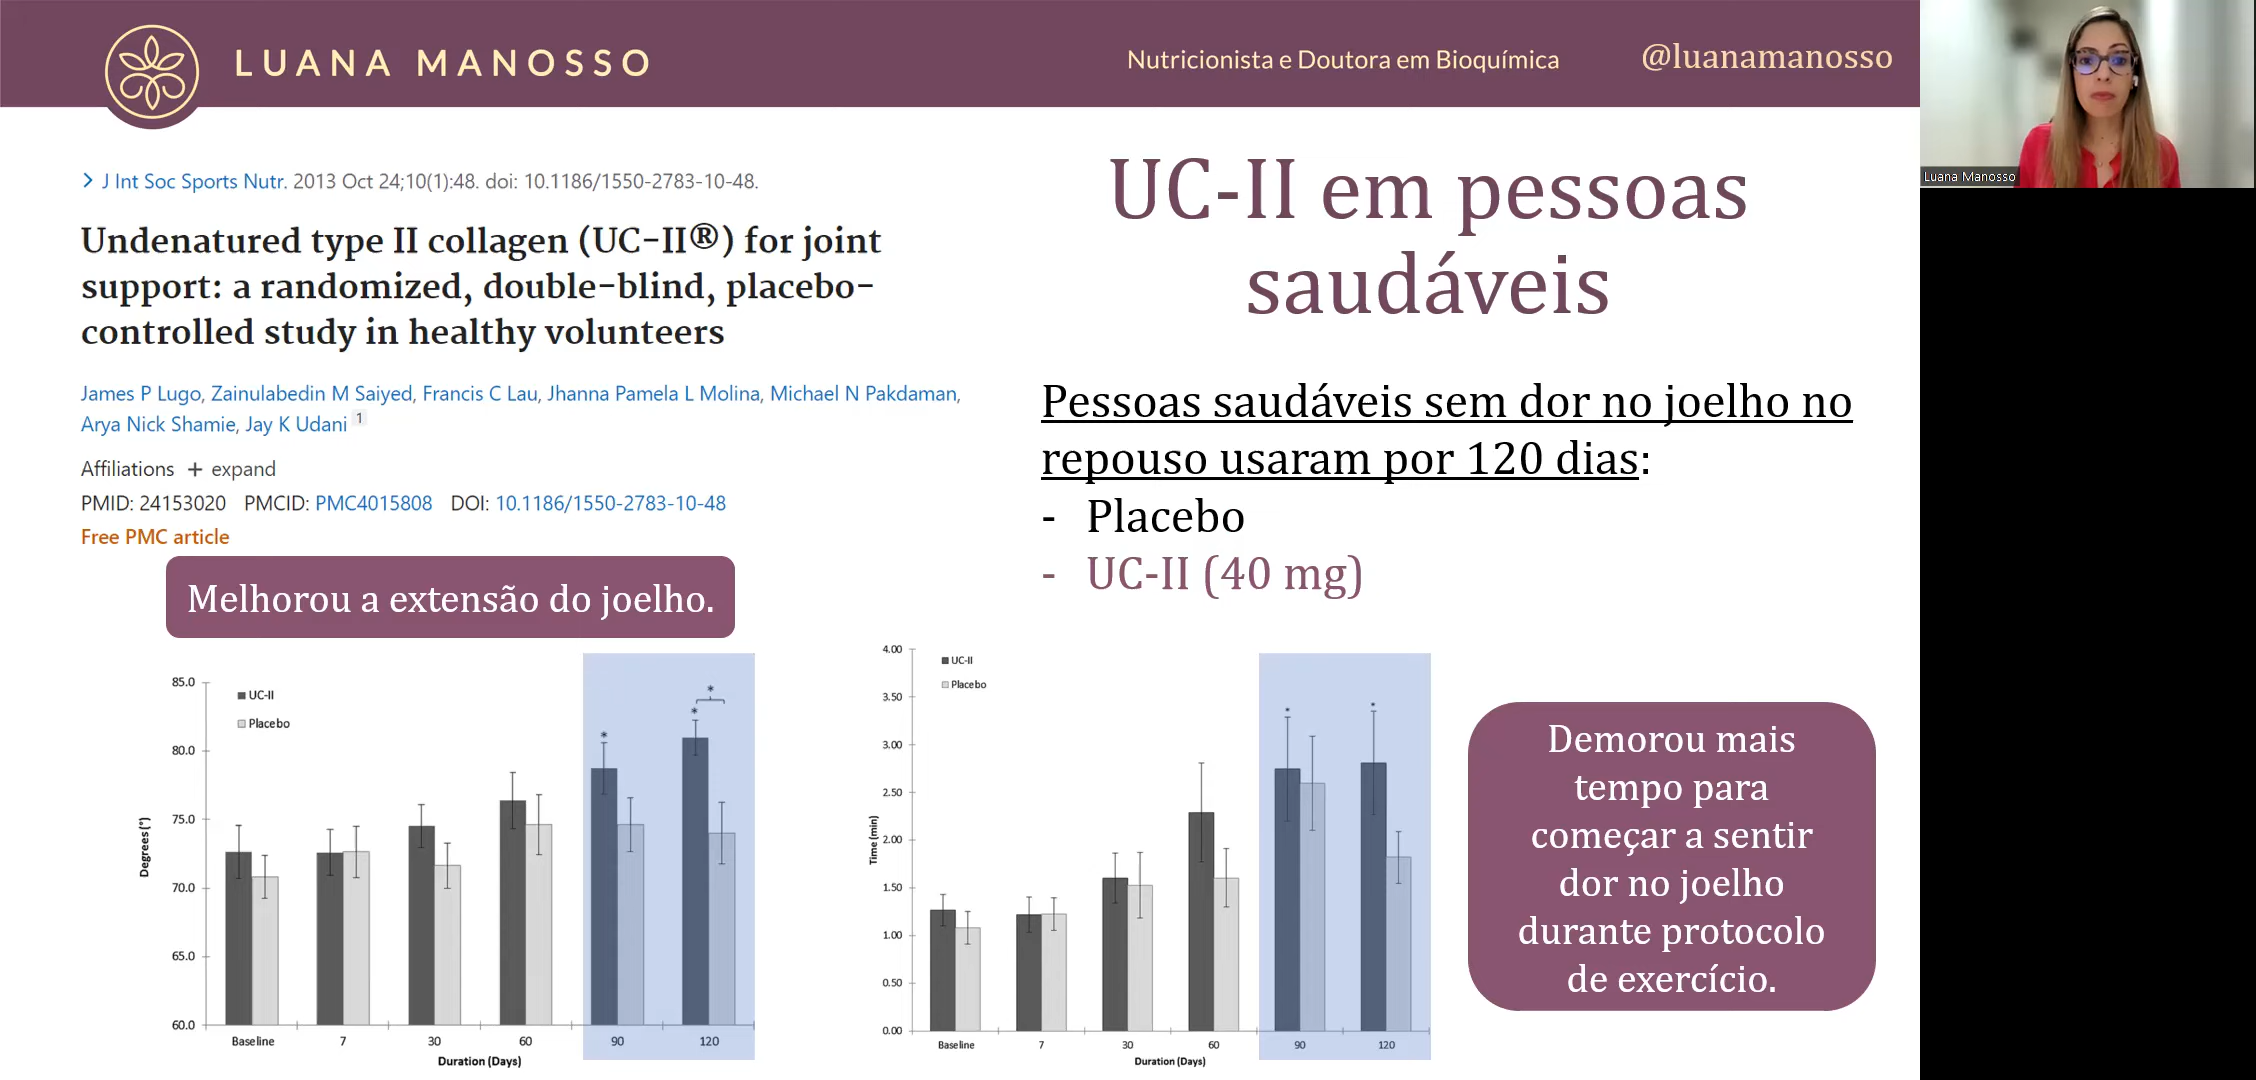 LUANA MANOSSO
Nutricionista e Doutora em Bioquímica
@luanamanosso
Luana Manosso
> J Int Soc Sports Nutr. 2013 Oct 24;10(1):48. doi: 10.1186/1550-2783-10-48.
Undenatured type II collagen (UC-II®) for joint
support: a randomized, double-blind, placebo-
controlled study in healthy volunteers
James P Lugo, Zainulabedin M Saiyed, Francis C Lau, Jhanna Pamela L Molina, Michael N Pakdaman,
Arya Nick Shamie, Jay K Udani 1
Affiliations + expand
PMID: 24153020 PMCID: PMC4015808 DOI: 10.1186/1550-2783-10-48
Free PMC article
UC-II em pessoas
saudáveis
Pessoas saudáveis sem dor no joelho no
repouso usaram por 120 dias:
- Placebo
- UC-II (40 mg)
Melhorou a extensão do joelho.
85.0
80.0
75.0
70.0
65.0
60.0
Degrees (°)
UC-II
Placebo
*
*
*
Baseline 7 30 60 90 120
Duration (Days)
4.00
3.50
3.00
2.50
2.00
1.50
1.00
0.50
0.00
Time (min)
UC-II
Placebo
*
*
Baseline 7 30 60 90 120
Duration (Days)
Demorou mais
tempo para
começar a sentir
dor no joelho
durante protocolo
de exercício.